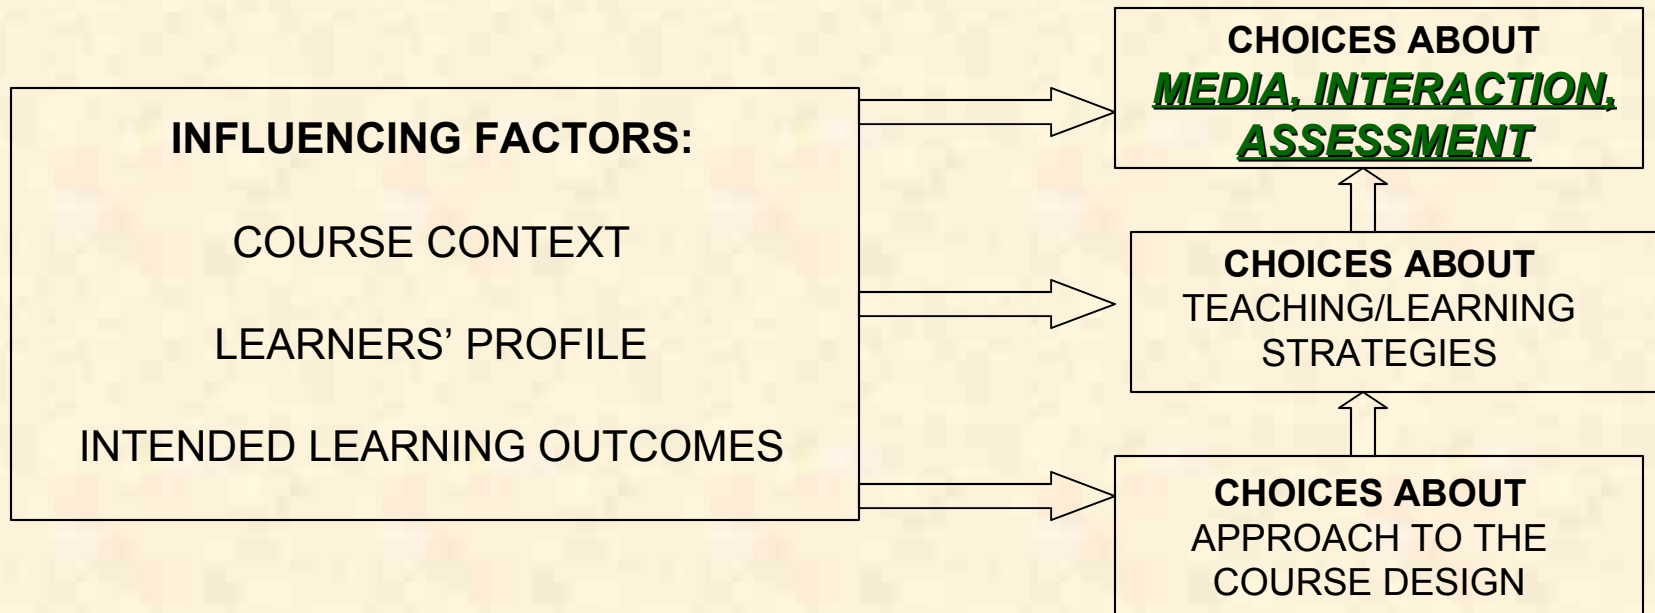 INFLUENCING FACTORS:
COURSE CONTEXT
LEARNERS’ PROFILE
INTENDED LEARNING OUTCOMES
CHOICES ABOUT
MEDIA, INTERACTION,
ASSESSMENT
CHOICES ABOUT
TEACHING/LEARNING
STRATEGIES
CHOICES ABOUT
APPROACH TO THE
COURSE DESIGN